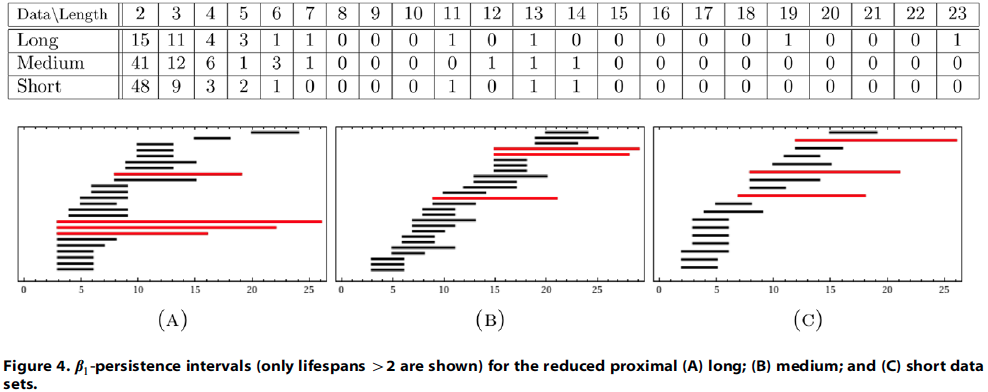 Data\Length 2 3 4 5 6 7 8 9 10 11 12 13 14 15 16 17 18 19 20 21 22 23
Long 15 11 4 3 1 1 0 0 0 1 0 1 0 0 0 0 0 1 0 0 0 1
Medium 41 12 6 1 3 1 0 0 0 0 1 1 1 0 0 0 0 0 0 0 0 0
Short 48 9 3 2 1 0 0 0 0 1 0 1 1 0 0 0 0 0 0 0 0 0
0 5 10 15 20 25 0 5 10 15 20 25 0 5 10 15 20 25
(A) (B) (C)
Figure 4. β₁-persistence intervals (only lifespans >2 are shown) for the reduced proximal (A) long; (B) medium; and (C) short data
sets.